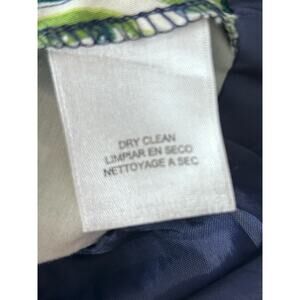 DRY CLEAN
LIMPIAR EN SECO
NETTOYAGE A SEC